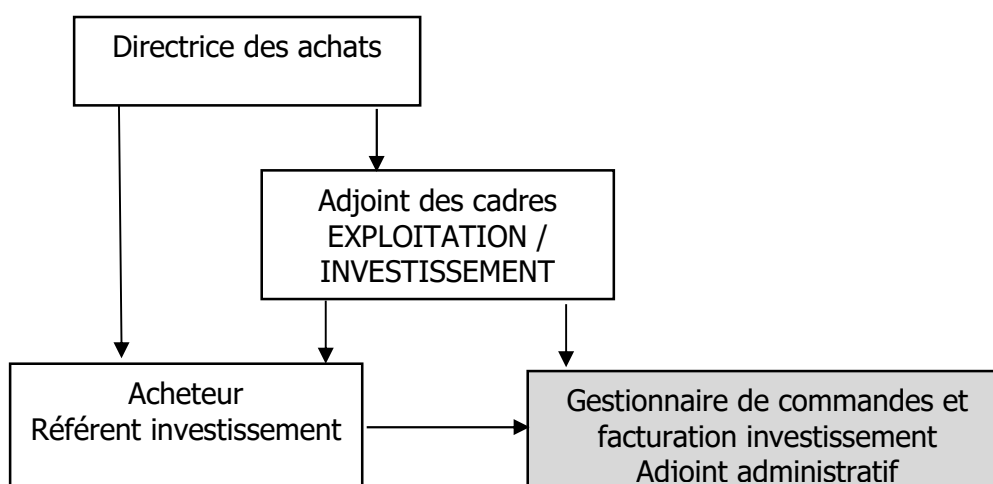 Directrice des achats
Adjoint des cadres
EXPLOITATION /
INVESTISSEMENT
Acheteur
Référent investissement
Gestionnaire de commandes et
facturation investissement
Adjoint administratif